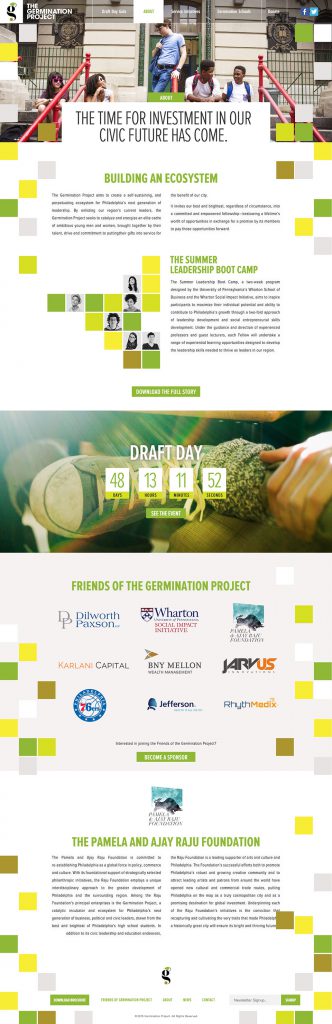 g THE GERMINATION PROJECT
Draft Day Gala ABOUT Service Initiatives Germination Schools Donate
ABOUT
THE TIME FOR INVESTMENT IN OUR
CIVIC FUTURE HAS COME.
BUILDING AN ECOSYSTEM
The Germination Project aims to create a self-sustaining, and
perpetuating ecosystem for Philadelphia's next generation of
leadership. By enlisting our region's current leaders, the
Germination Project seeks to catalyze and energize an elite cadre
of ambitious young men and women, brought together by their
talent, drive and commitment to putting their gifts into service for
the benefit of our city.
It invites our best and brightest, regardless of circumstance, into
a committed and empowered fellowship -
worth of opportunities in exchange for a promise by its members
to pay those opportunities forward.
THE SUMMER
LEADERSHIP BOOT CAMP
The Summer Leadership Boot Camp, a two-week program
designed by the University of Pennsylvania's Wharton School of
Business and the Wharton Social Impact Initiative, aims to inspire
participants to maximize their individual potential and ability to
contribute to Philadelphia's growth through a two-fold approach
of leadership development and social entrepreneurial skills
development. Under the guidance and direction of experienced
professors and guest lecturers, each Fellow will undertake a
range of experiential learning opportunities designed to develop
the leadership skills needed to thrive as leaders in our region.
DOWNLOAD THE FULL STORY
DRAFT DAY
48 13 11 52
DAYS HOURS MINUTES SECONDS
SEE THE EVENT
FRIENDS OF THE GERMINATION PROJECT
DP Dilworth Paxson LLP
Wharton
UNIVERSITY of PENNSYLVANIA
SOCIAL IMPACT
INITIATIVE
PAMELA
& AJAY RAJU
FOUNDATION
KARLANI CAPITAL
BNY MELLON
WEALTH MANAGEMENT
JARVUS
INNOVATIONS
76ers
Jefferson
RhythMedix
Interested in joining the Friends of the Germination Project?
BECOME A SPONSOR
PAMELA
& AJAY RAJU
FOUNDATION
THE PAMELA AND AJAY RAJU FOUNDATION
The Pamela and Ajay Raju Foundation is committed to
re-establishing Philadelphia as a global force in policy, commerce
and culture. With its foundation support of strategically selected
philanthropic initiatives, the Raju Foundation employs a unique
interdisciplinary approach to the greater development of
Philadelphia and the surrounding region. Among the Raju
Foundation's principal enterprises is the Germination Project, a
catalytic incubator and ecosystem for Philadelphia's next
generation of business, political and civic leaders, drawn from the
best and brightest of Philadelphia's high school students. In
addition to its civic leadership and education endeavors,
the Raju Foundation is a leading supporter of arts and culture and
Philadelphia. The Foundation's successful efforts both to promote
Philadelphia's robust and growing creative community and to
attract leading artists and patrons from around the world have
opened new cultural and commercial trade routes, putting
Philadelphia on the map as a truly cosmopolitan city and as a
promising destination for global investment. Underpinning each
of the Raju Foundation's initiatives is the conviction that
recapturing and cultivating the very traits that made Philadelphia
a historically great city will ensure its bright and thriving future.
g
DOWNLOAD BROCHURE FRIENDS OF GERMINATION PROJECT ABOUT NEWS CONTACT Newsletter Signup... SIGN UP
Germination Project. All Rights Reserved.